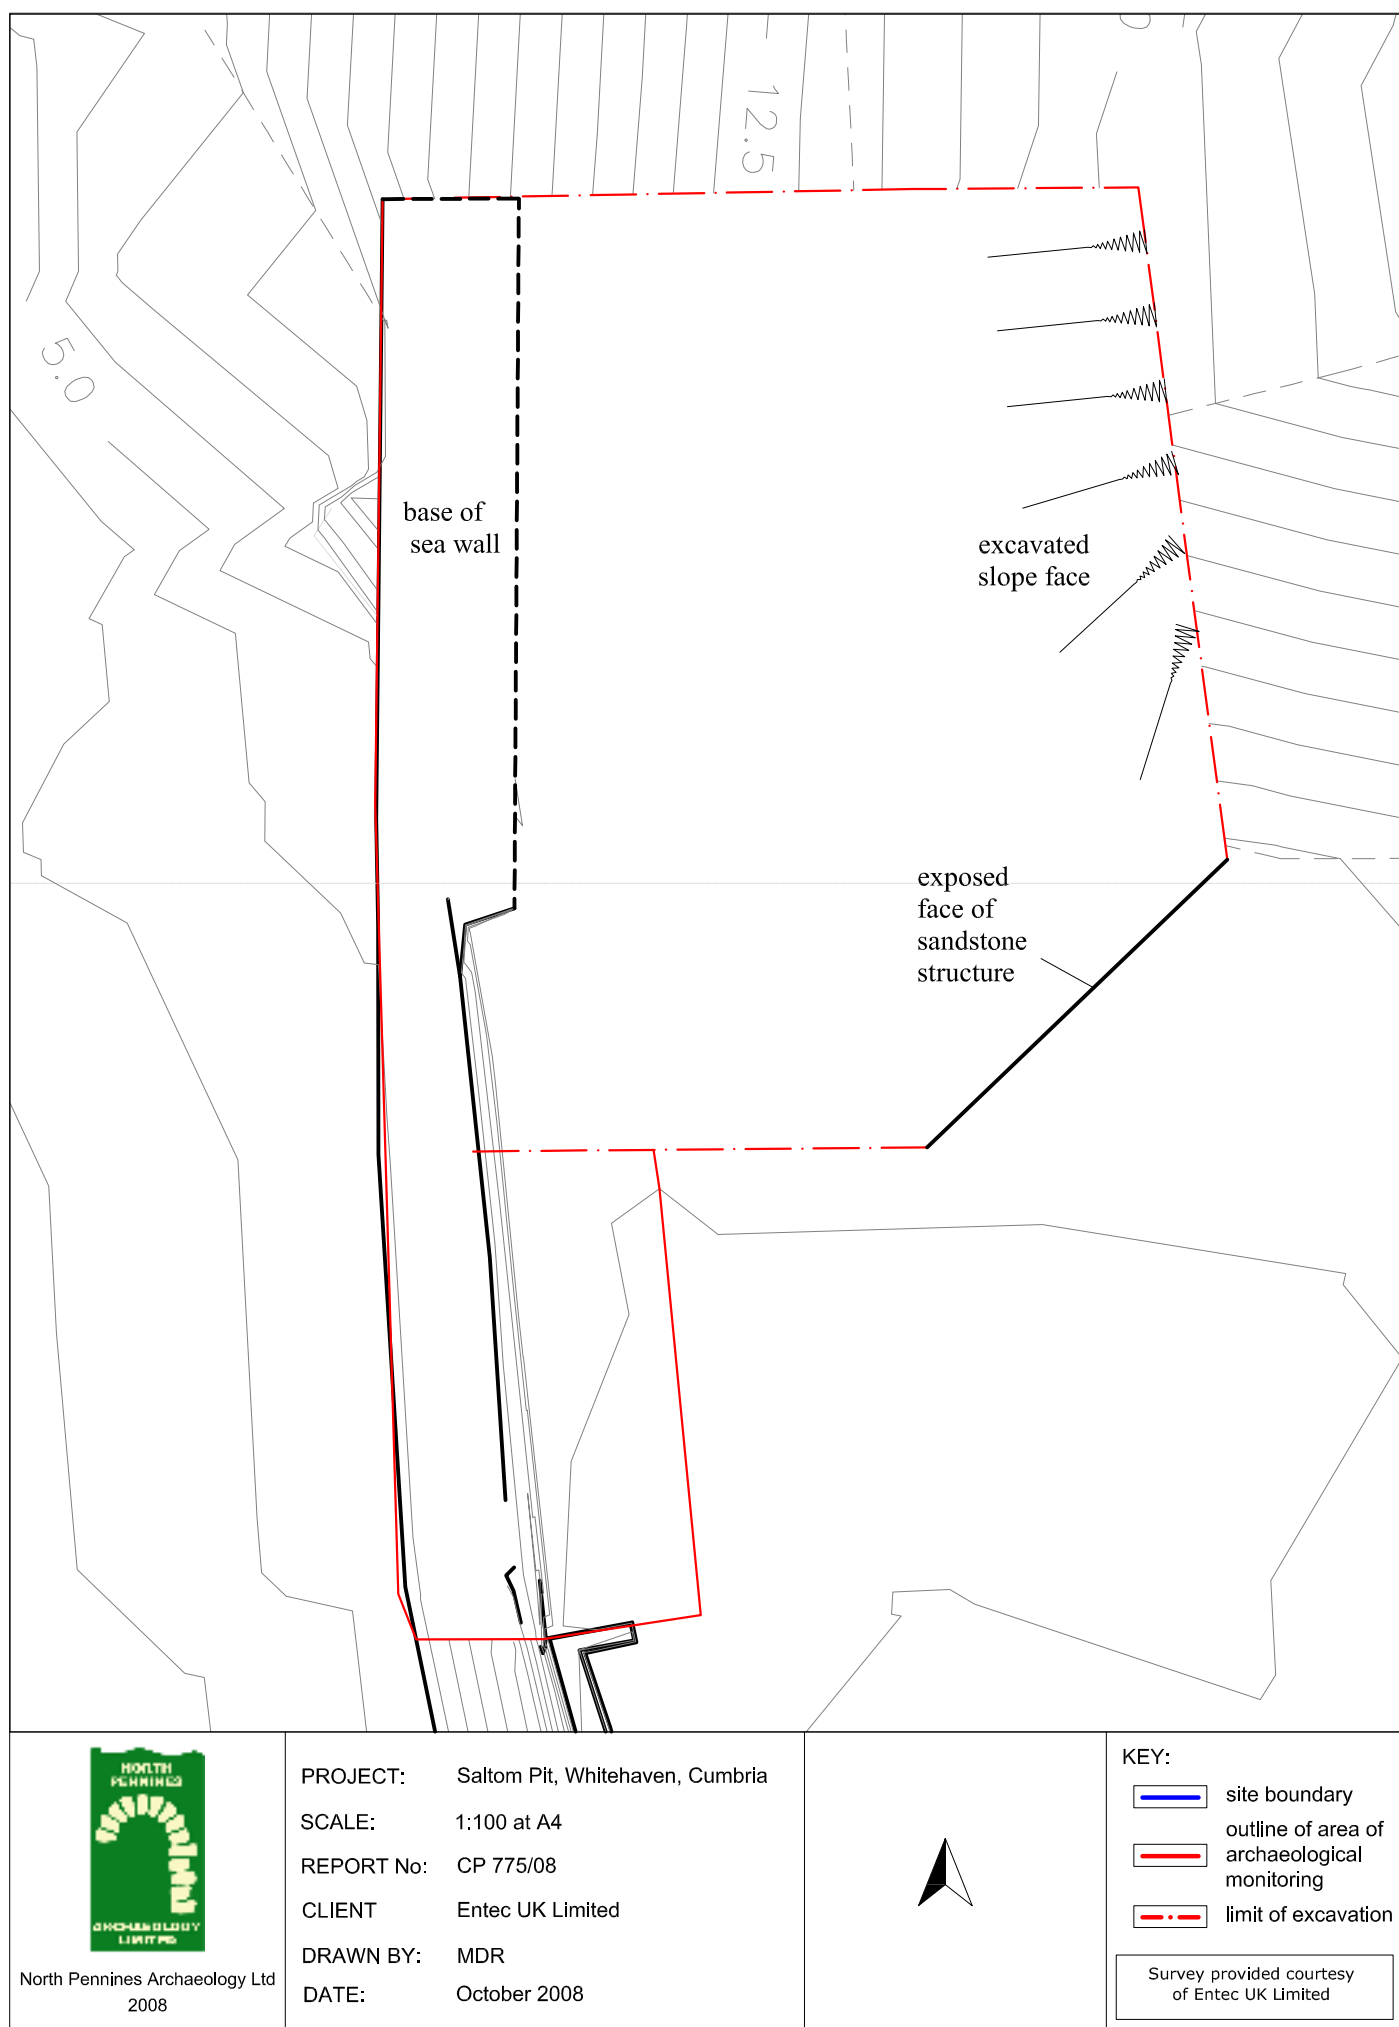 12.5
5.0
base of
sea wall
excavated
slope face
exposed
face of
sandstone
structure
NORTH
PENNINES
ARCHAEOLOGY
LIMITED
North Pennines Archaeology Ltd
2008
PROJECT: Saltom Pit, Whitehaven, Cumbria
SCALE: 1:100 at A4
REPORT No: CP 775/08
CLIENT Entec UK Limited
DRAWN BY: MDR
DATE: October 2008
KEY:
site boundary
outline of area of
archaeological
monitoring
limit of excavation
Survey provided courtesy
of Entec UK Limited